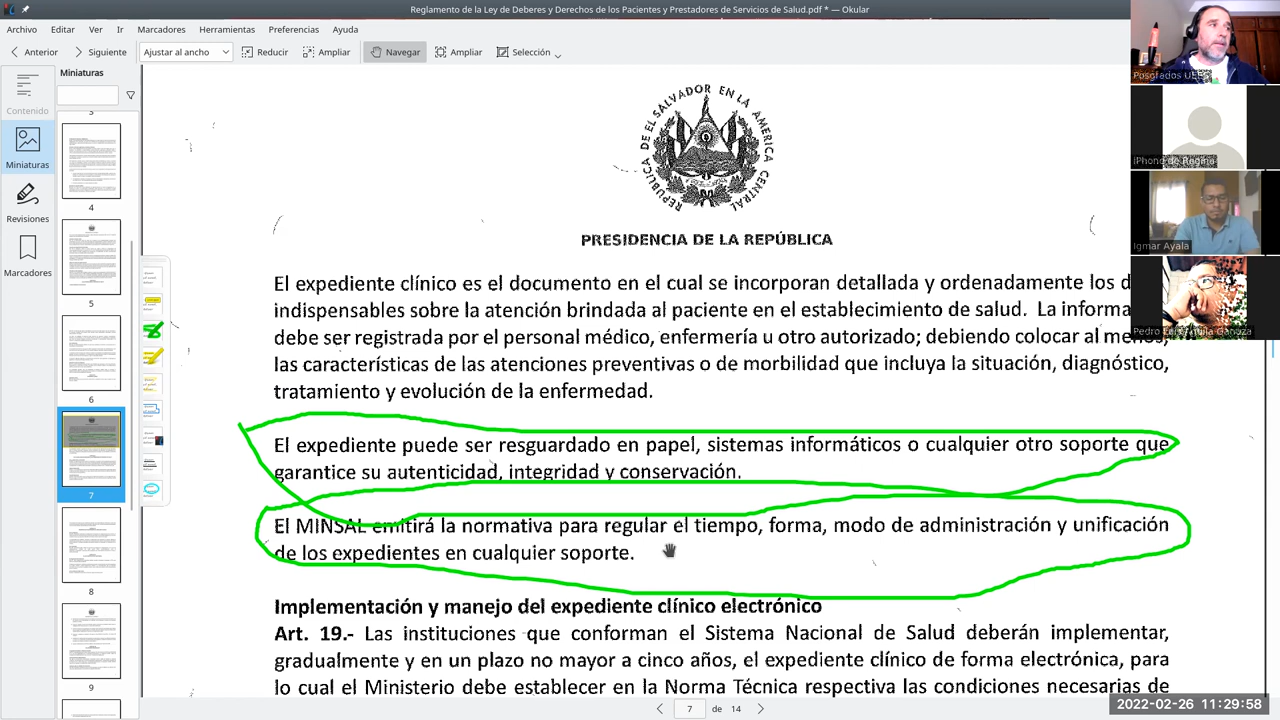 Reglamento de la Ley de Deberes y Derechos de los Pacientes y Prestadores de Servicios de Salud.pdf * — Okular
Archivo Editar Ver Ir Marcadores Herramientas Preferencias Ayuda
Anterior Siguiente Ajustar al ancho Reducir Ampliar Navegar Ampliar Selección
Contenido
Miniaturas
Revisiones
Marcadores
Miniaturas
3
4
5
6
7
8
9
REPÚBLICA DE EL SALVADOR EN LA AMÉRICA CENTRAL
PRESIDENCIA DE LA REPÚBLICA
El expediente clínico es el documento en el cual se incorporan detallada y ordenadamente los
indispensables sobre la atención brindada al paciente en el establecimiento de salud. La
debe ser registrada por el personal médico, enfermería u otro autorizado; debiendo colocar al menos,
las características de las atenciones preventivas o de morbilidad que incluya la situación, diagnóstico,
tratamiento y evolución de la enfermedad.
El expediente puede ser resguardado en papel, sistemas informáticos o cualquier otro soporte que
garantice su autenticidad, integridad y conservación.
El MINSAL emitirá la normativa para regular el tiempo, forma, modo de administración y unificación
de los expedientes en cualquier soporte.
Implementación y manejo del expediente clínico electrónico
Art. 19.- Las instituciones que conforman el Sistema Nacional de Salud deberán implementar,
gradualmente y en un plazo no mayor a cinco años, el expediente clínico de forma electrónica, para
lo cual el Ministerio debe establecer en la Norma Técnica respectiva las condiciones necesarias de
7 de 14
Posgrados
iPhone de Regina
Igmar Ayala
Pedro Luis
2022-02-26 11:29:58